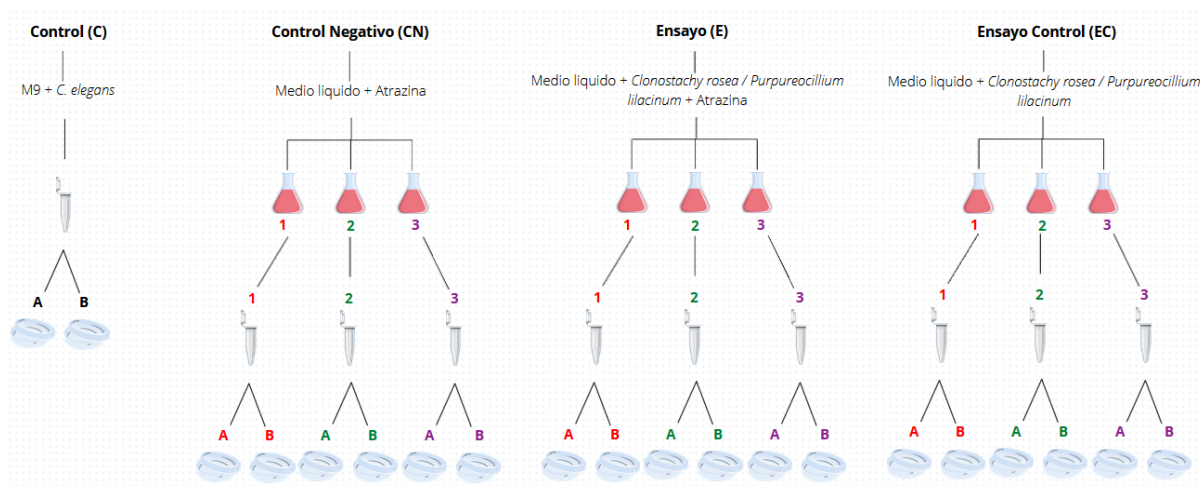 Control (C)
M9 + C. elegans
A B
Control Negativo (CN)
Medio liquido + Atrazina
1 2 3
1 2 3
A B A B A B
Ensayo (E)
Medio liquido + Clonostachy rosea / Purpureocillium
lilacinum + Atrazina
1 2 3
1 2 3
A B A B A B
Ensayo Control (EC)
Medio liquido + Clonostachy rosea / Purpureocillium
lilacinum
1 2 3
1 2 3
A B A B A B